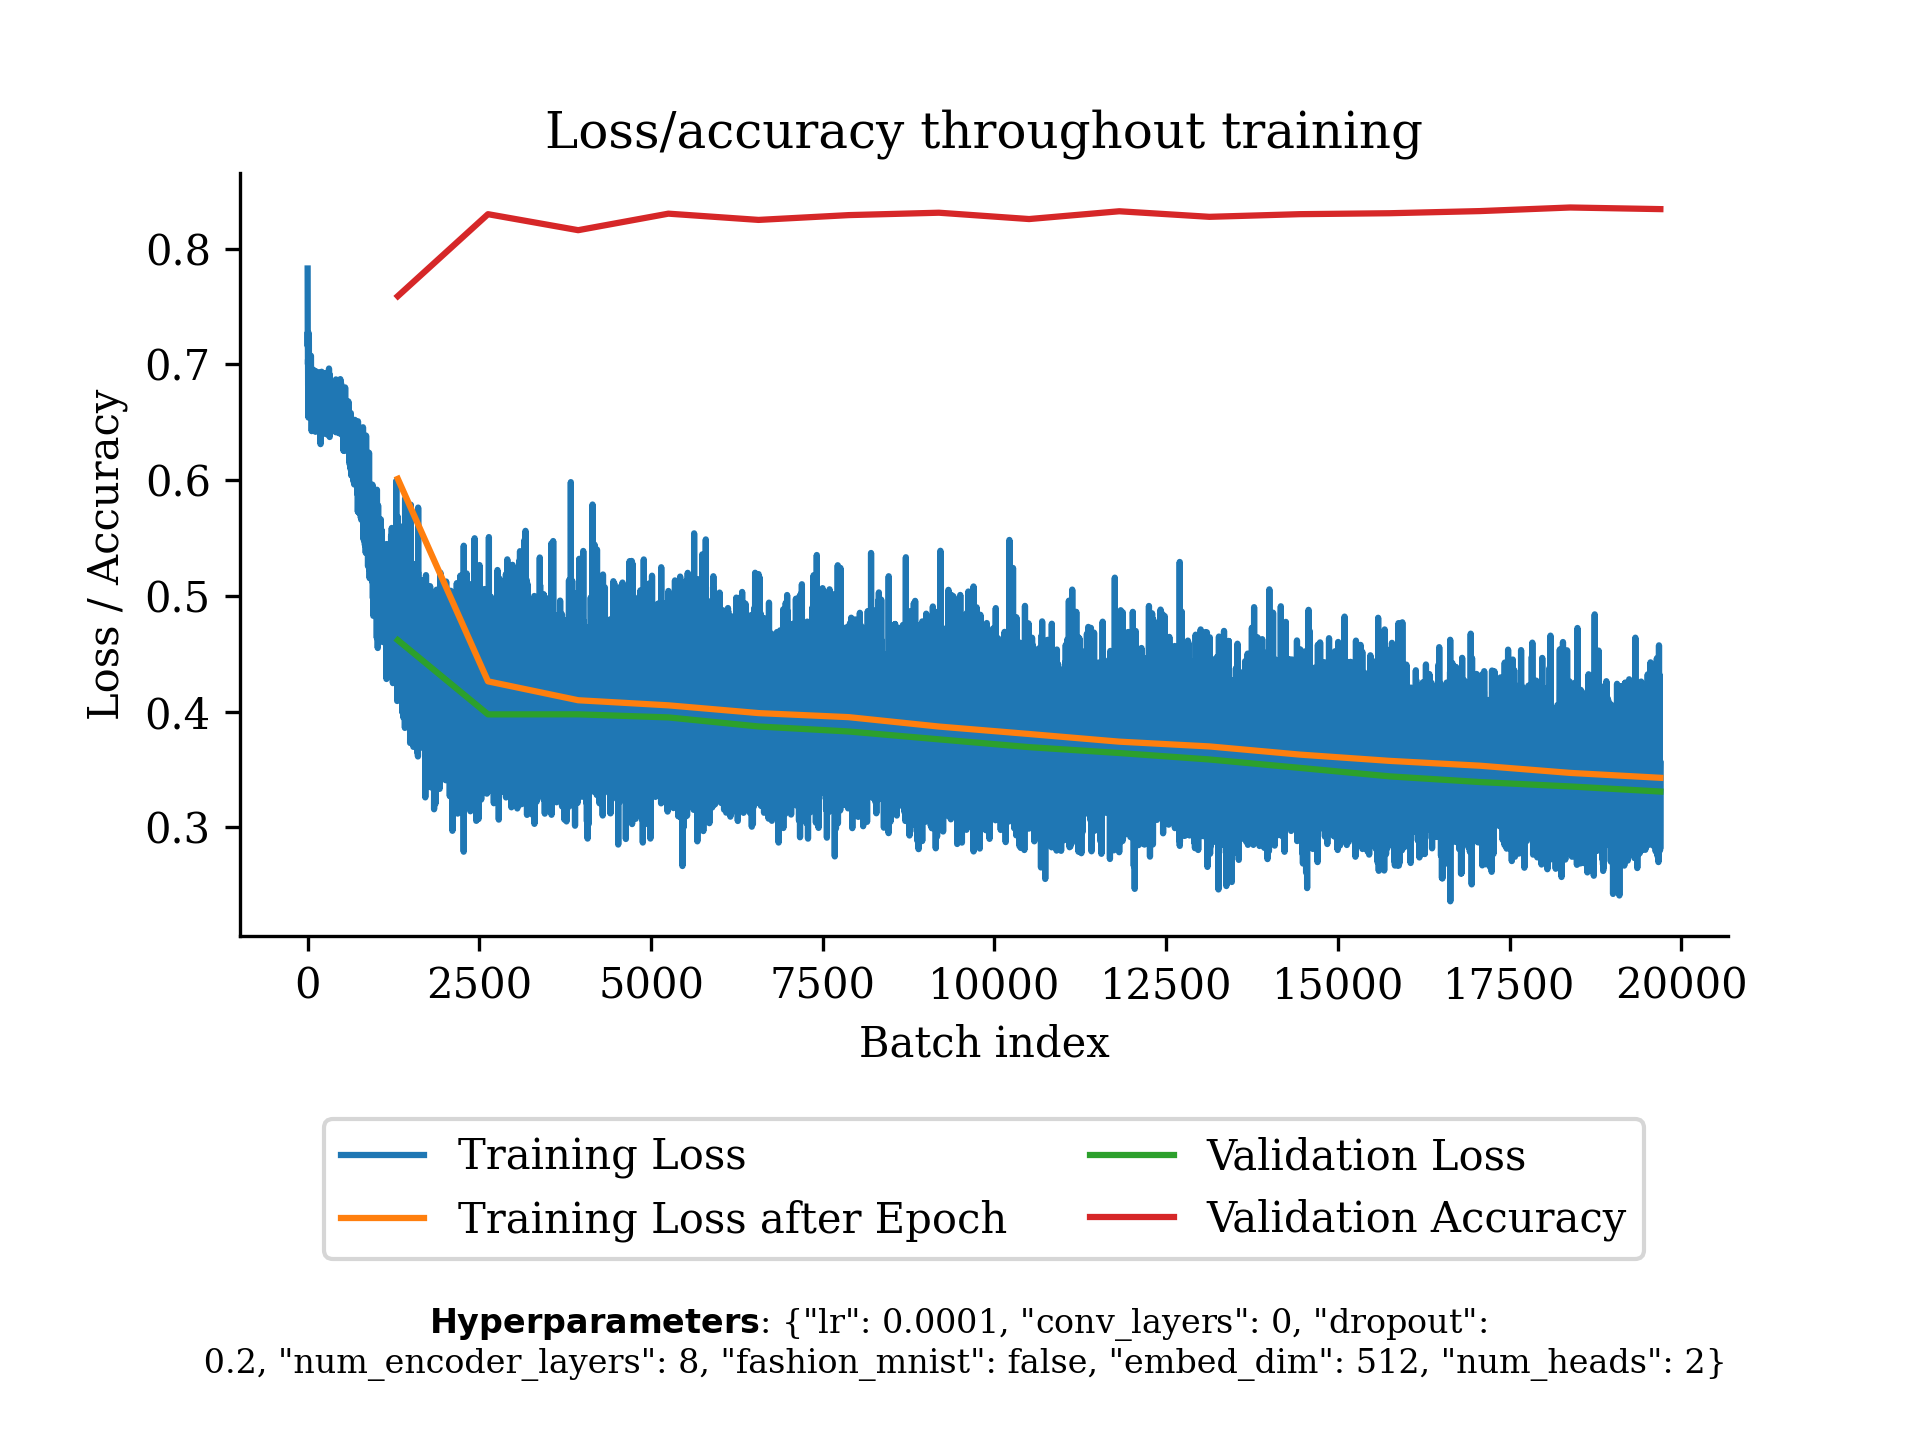 Loss/accuracy throughout training
Loss / Accuracy
0.8
0.7
0.6
0.5
0.4
0.3
0 2500 5000 7500 10000 12500 15000 17500 20000
Batch index
Training Loss
Training Loss after Epoch
Validation Loss
Validation Accuracy
Hyperparameters: {"lr": 0.0001, "conv_layers": 0, "dropout":
0.2, "num_encoder_layers": 8, "fashion_mnist": false, "embed_dim": 512, "num_heads": 2}